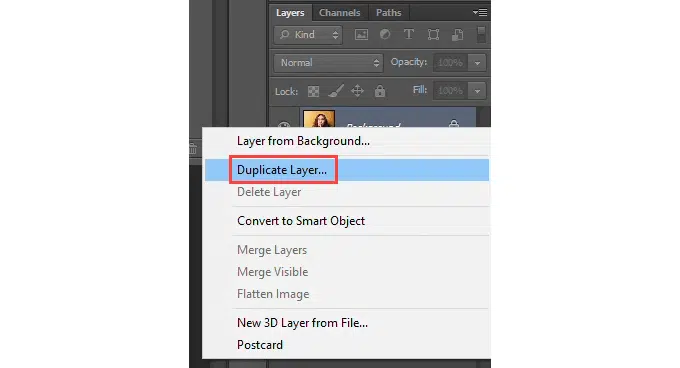 Layers Channels Paths
Kind
Normal Opacity: 100%
Lock: Fill: 100%
Background
Layer from Background...
Duplicate Layer...
Delete Layer
Convert to Smart Object
Merge Layers
Merge Visible
Flatten Image
New 3D Layer from File...
Postcard